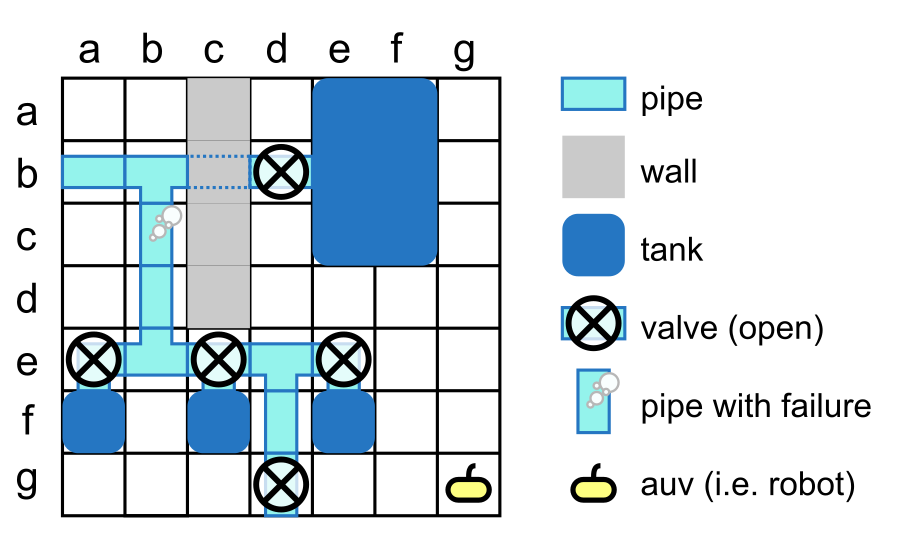 a b c d e f g
a
b
c
d
e
f
g
pipe
wall
tank
valve (open)
pipe with failure
auv (i.e. robot)